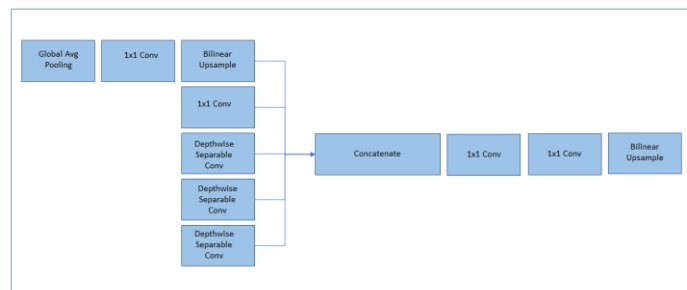 Global Avg
Pooling
1x1 Conv
Bilinear
Upsample
1x1 Conv
Depthwise
Separable
Conv
Depthwise
Separable
Conv
Depthwise
Separable
Conv
Concatenate
1x1 Conv
1x1 Conv
Bilinear
Upsample